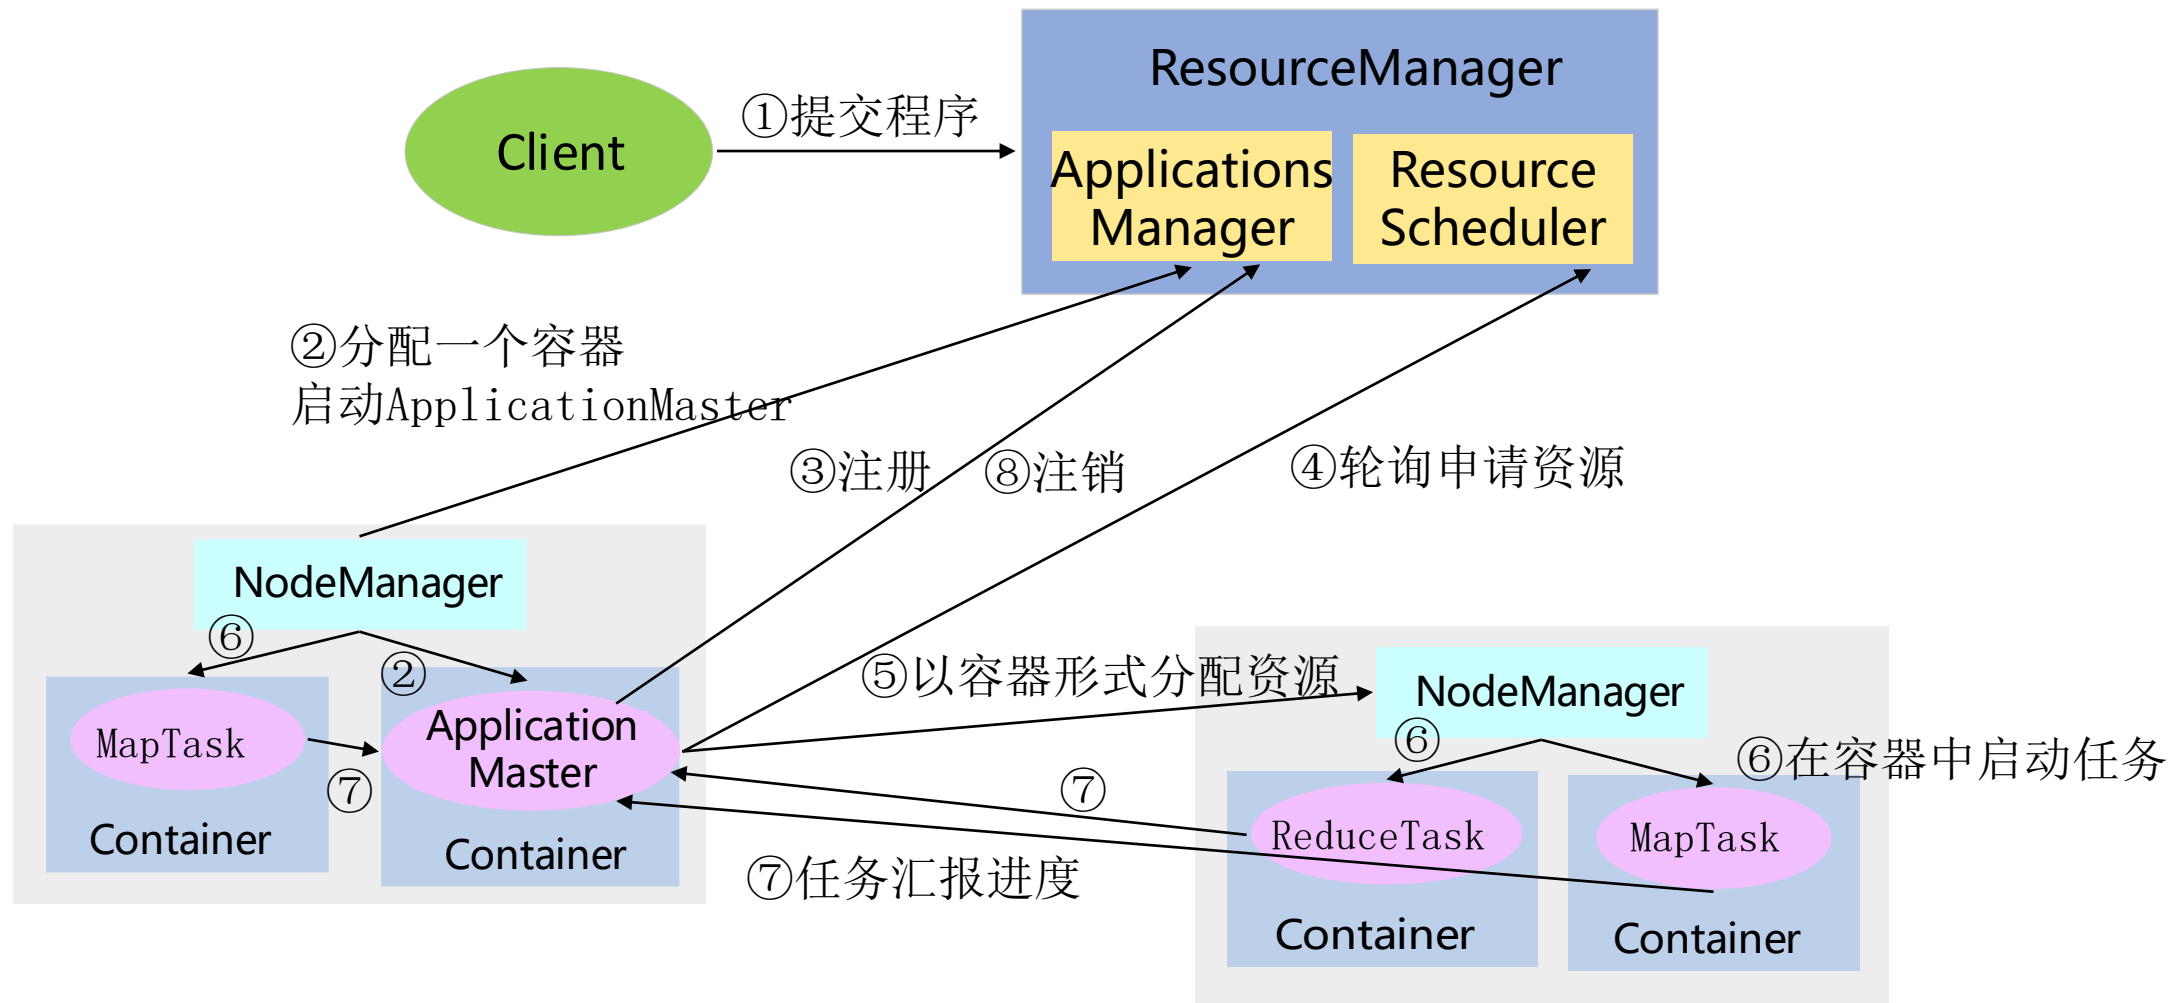 ResourceManager
Client
①提交程序
Applications
Manager
Resource
Scheduler
②分配一个容器
启动ApplicationMaster
③注册
⑧注销
④轮询申请资源
NodeManager
⑥
②
MapTask
⑦
Container
Application
Master
Container
⑤以容器形式分配资源
NodeManager
⑥
⑥在容器中启动任务
⑦
⑦任务汇报进度
ReduceTask
Container
MapTask
Container